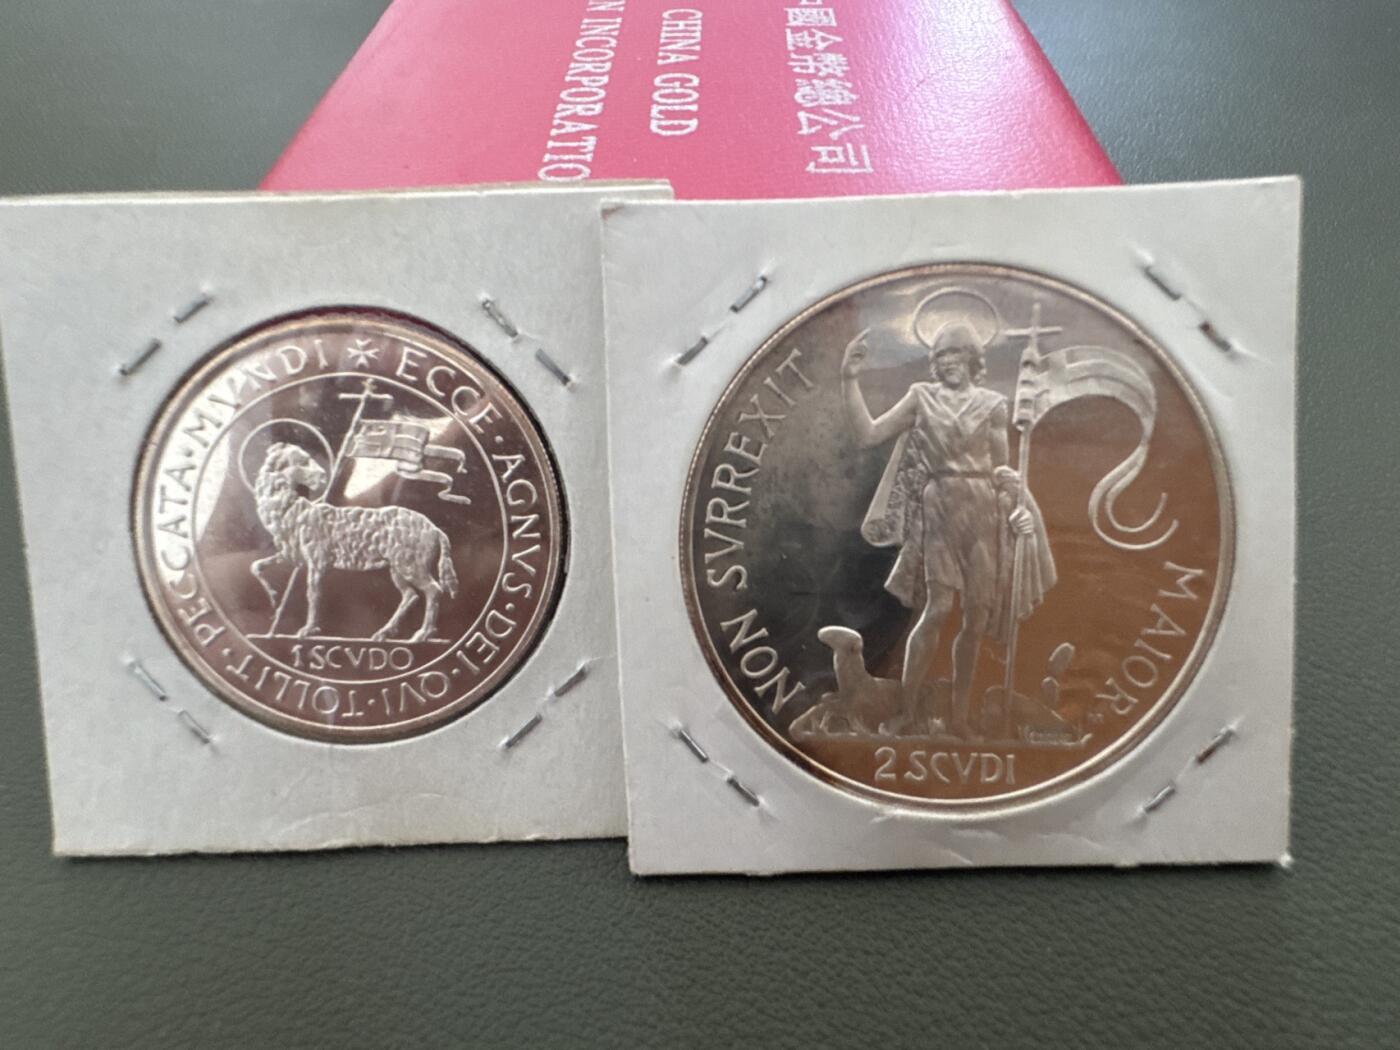 中國金幣總公司
CHINA GOLD
N INCORPORATIO
ECCE · AGNVS · DEI · QVI · TOLLIT · PECCATA · MVNDI
1 SCVDO
NON SVRREXIT MAIOR
2 SCVDI